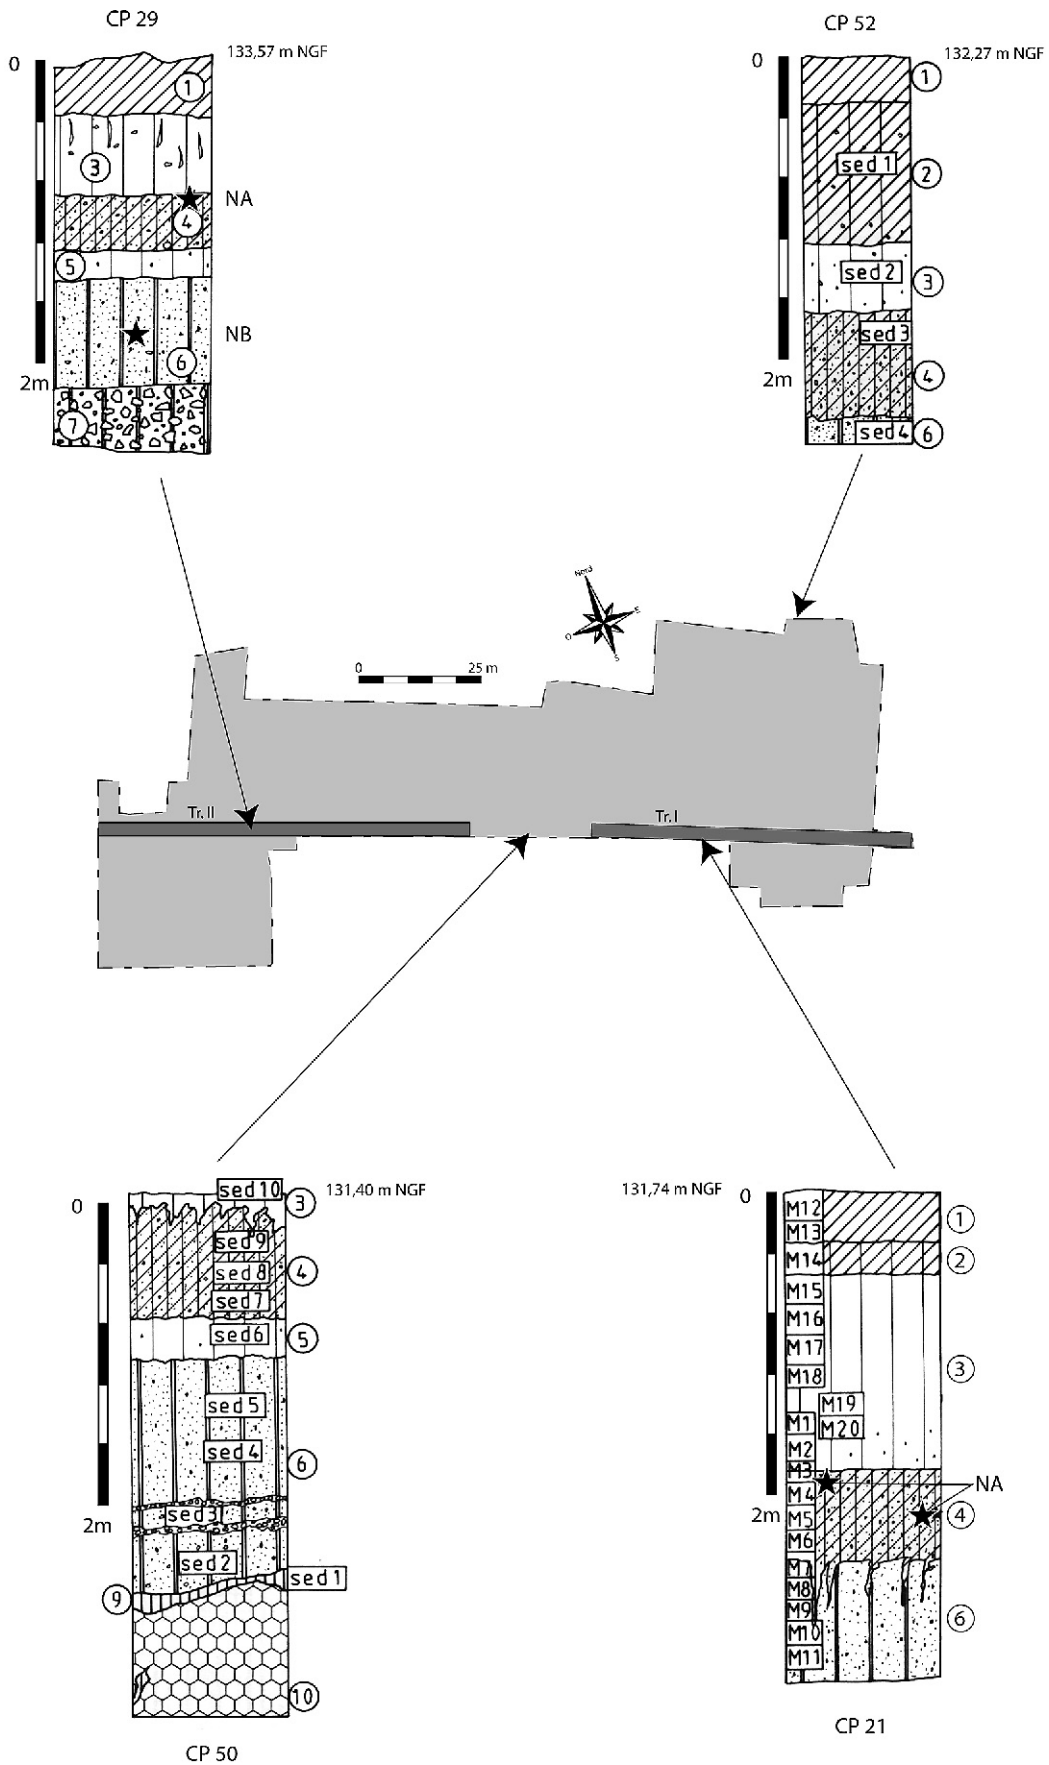 CP 29
0
133,57 m NGF
1
3
NA
4
5
NB
6
2m
7
CP 52
0
132,27 m NGF
1
sed 1
2
sed 2
3
sed 3
4
2m
sed 4
6
Nord
E
O
S
0 25 m
Tr. II
Tr. I
0
sed 10
131,40 m NGF
3
sed 9
sed 8
4
sed 7
sed 6
5
sed 5
sed 4
6
sed 3
2m
sed 2
sed 1
9
10
CP 50
131,74 m NGF
0
M12
1
M13
M14
2
M15
M16
M17
M18
3
M19
M1
M20
M2
M3
NA
M4
2m
M5
4
M6
M7
M8
M9
6
M10
M11
CP 21